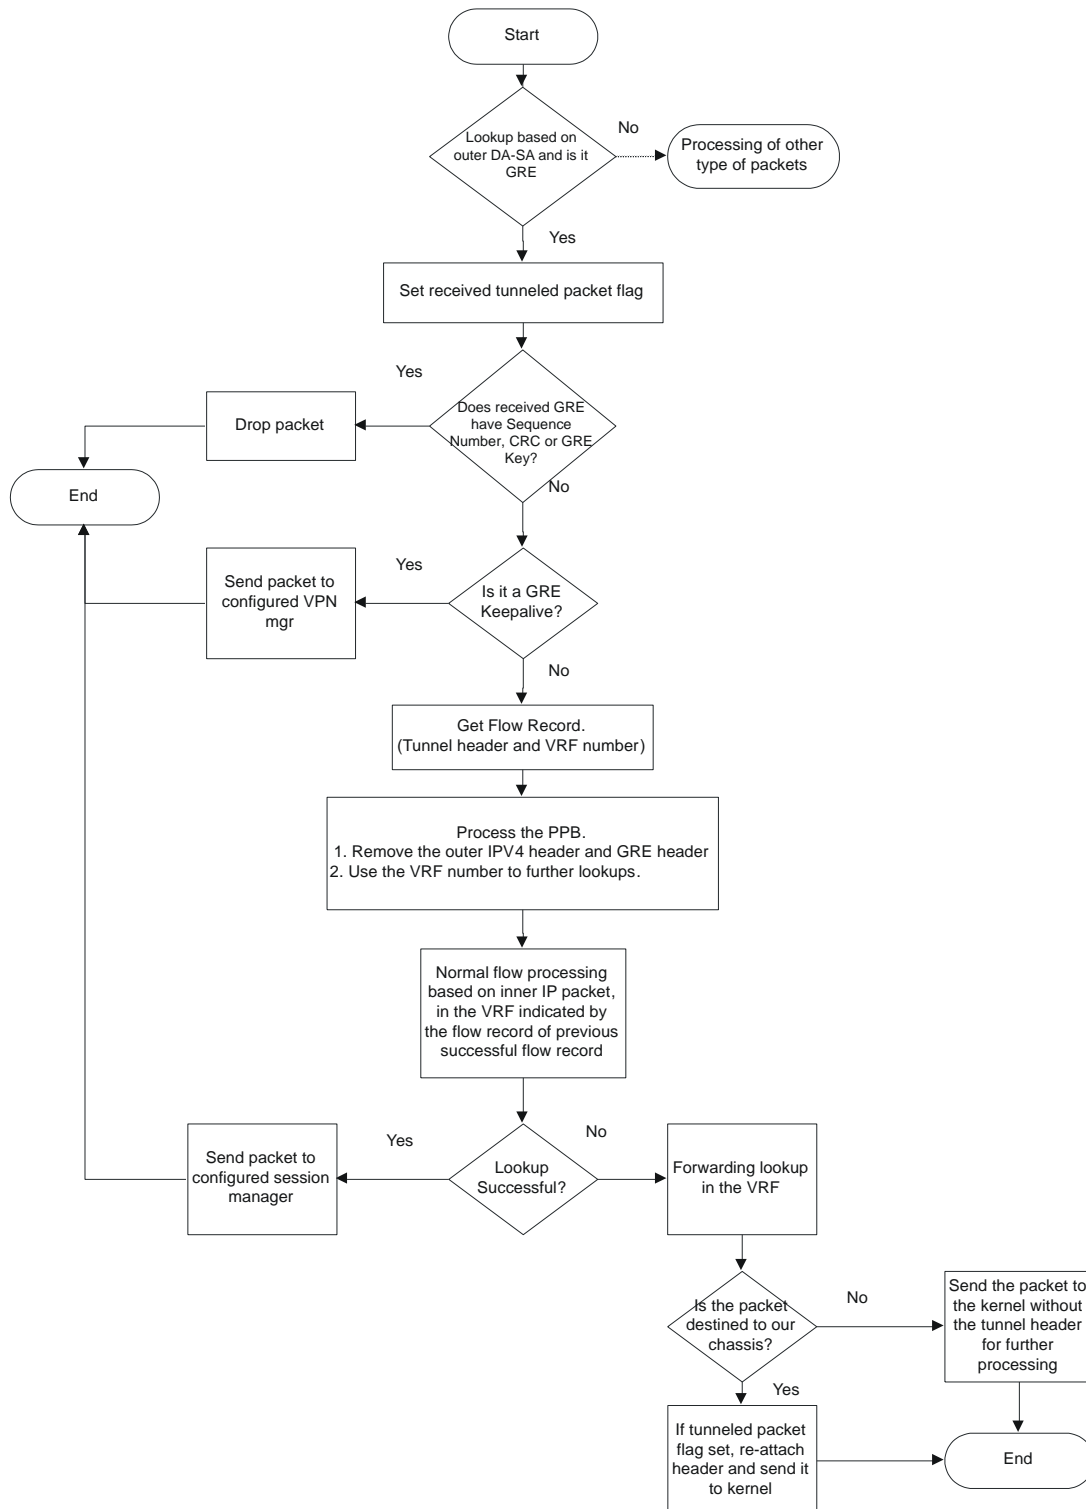 Start
Lookup based on
outer DA-SA and is it
GRE
No
Processing of other
type of packets
Yes
Set received tunneled packet flag
Yes
Drop packet
Does received GRE
have Sequence
Number, CRC or GRE
Key?
End
No
Send packet to
configured VPN
mgr
Yes
Is it a GRE
Keepalive?
No
Get Flow Record.
(Tunnel header and VRF number)
Process the PPB.
1. Remove the outer IPV4 header and GRE header
2. Use the VRF number to further lookups.
Normal flow processing
based on inner IP packet,
in the VRF indicated by
the flow record of previous
successful flow record
Send packet to
configured session
manager
Yes
Lookup
Successful?
No
Forwarding lookup
in the VRF
Is the packet
destined to our
chassis?
No
Send the packet to
the kernel without
the tunnel header
for further
processing
Yes
If tunneled packet
flag set, re-attach
header and send it
to kernel
End